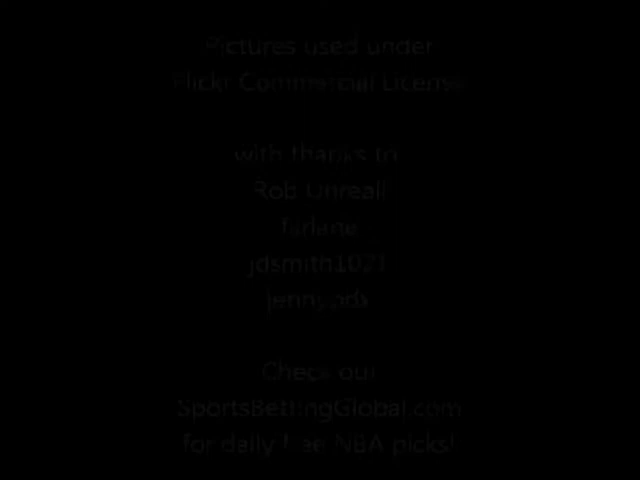 Pictures used under
Flickr Commercial License
with thanks to
Rob Unreall
jdsmith1021
Check out
SportsBettingGlobal.com
for daily free NBA picks!